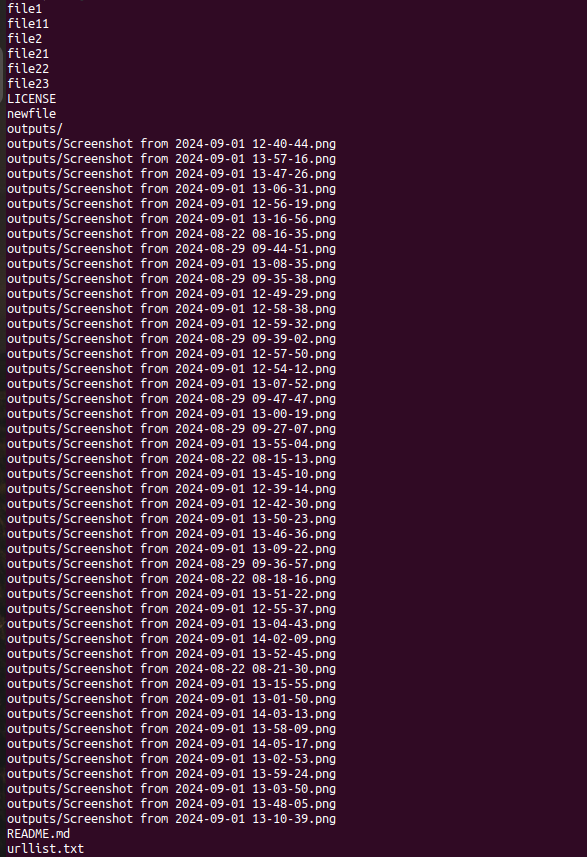 file1
file11
file2
file21
file22
file23
LICENSE
newfile
outputs/
outputs/Screenshot from 2024-09-01 12-40-44.png
outputs/Screenshot from 2024-09-01 13-57-16.png
outputs/Screenshot from 2024-09-01 13-47-26.png
outputs/Screenshot from 2024-09-01 13-06-31.png
outputs/Screenshot from 2024-09-01 12-56-19.png
outputs/Screenshot from 2024-09-01 13-16-56.png
outputs/Screenshot from 2024-08-22 08-16-35.png
outputs/Screenshot from 2024-08-29 09-44-51.png
outputs/Screenshot from 2024-09-01 13-08-35.png
outputs/Screenshot from 2024-08-29 09-35-38.png
outputs/Screenshot from 2024-09-01 12-49-29.png
outputs/Screenshot from 2024-09-01 12-58-38.png
outputs/Screenshot from 2024-09-01 12-59-32.png
outputs/Screenshot from 2024-08-29 09-39-02.png
outputs/Screenshot from 2024-09-01 12-57-50.png
outputs/Screenshot from 2024-09-01 12-54-12.png
outputs/Screenshot from 2024-09-01 13-07-52.png
outputs/Screenshot from 2024-08-29 09-47-47.png
outputs/Screenshot from 2024-09-01 13-00-19.png
outputs/Screenshot from 2024-08-29 09-27-07.png
outputs/Screenshot from 2024-09-01 13-55-04.png
outputs/Screenshot from 2024-08-22 08-15-13.png
outputs/Screenshot from 2024-09-01 13-45-10.png
outputs/Screenshot from 2024-09-01 12-39-14.png
outputs/Screenshot from 2024-09-01 12-42-30.png
outputs/Screenshot from 2024-09-01 13-50-23.png
outputs/Screenshot from 2024-09-01 13-46-36.png
outputs/Screenshot from 2024-09-01 13-09-22.png
outputs/Screenshot from 2024-08-29 09-36-57.png
outputs/Screenshot from 2024-08-22 08-18-16.png
outputs/Screenshot from 2024-09-01 13-51-22.png
outputs/Screenshot from 2024-09-01 12-55-37.png
outputs/Screenshot from 2024-09-01 13-04-43.png
outputs/Screenshot from 2024-09-01 14-02-09.png
outputs/Screenshot from 2024-09-01 13-52-45.png
outputs/Screenshot from 2024-08-22 08-21-30.png
outputs/Screenshot from 2024-09-01 13-15-55.png
outputs/Screenshot from 2024-09-01 13-01-50.png
outputs/Screenshot from 2024-09-01 14-03-13.png
outputs/Screenshot from 2024-09-01 13-58-09.png
outputs/Screenshot from 2024-09-01 14-05-17.png
outputs/Screenshot from 2024-09-01 13-02-53.png
outputs/Screenshot from 2024-09-01 13-59-24.png
outputs/Screenshot from 2024-09-01 13-03-50.png
outputs/Screenshot from 2024-09-01 13-48-05.png
outputs/Screenshot from 2024-09-01 13-10-39.png
README.md
urllist.txt